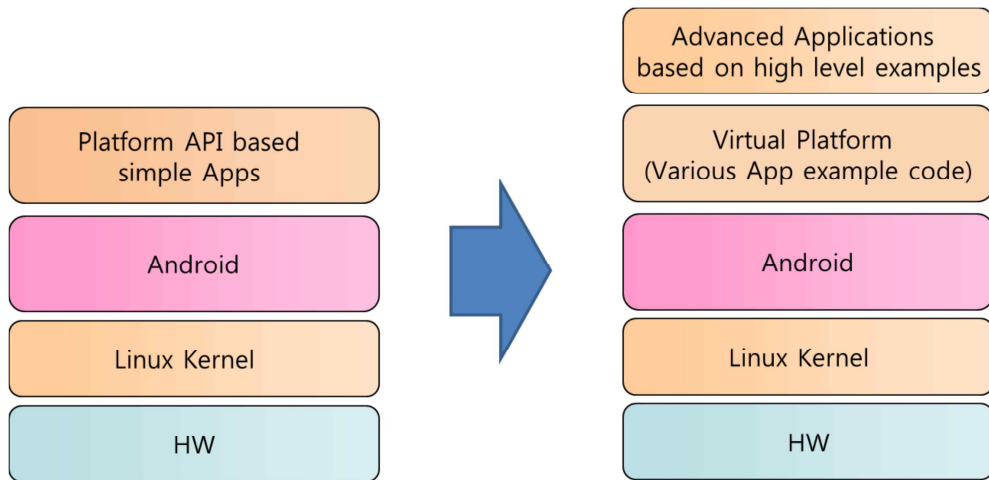 Platform API based
simple Apps
Android
Linux Kernel
HW
Advanced Applications
based on high level examples
Virtual Platform
(Various App example code)
Android
Linux Kernel
HW